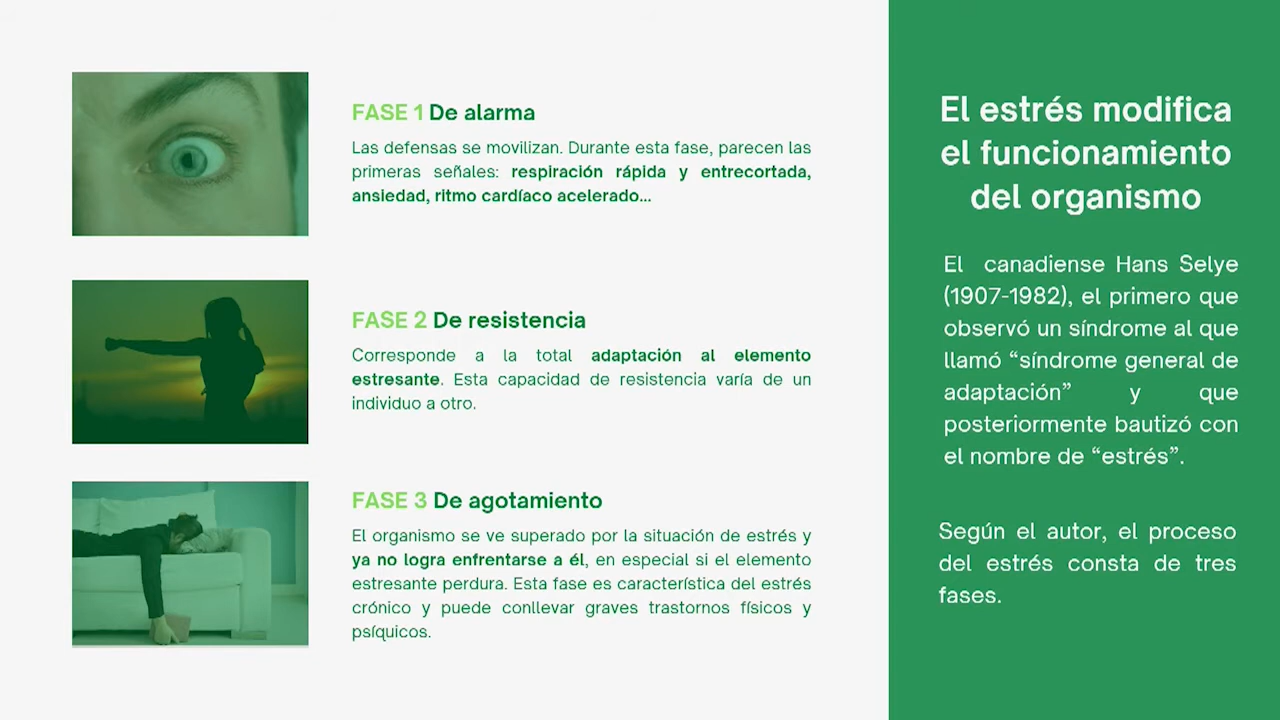 FASE 1 De alarma
Las defensas se movilizan. Durante esta fase, parecen las
primeras señales: respiración rápida y entrecortada,
ansiedad, ritmo cardíaco acelerado...
FASE 2 De resistencia
Corresponde a la total adaptación al elemento
estresante. Esta capacidad de resistencia varía de un
individuo a otro.
FASE 3 De agotamiento
El organismo se ve superado por la situación de estrés y
ya no logra enfrentarse a él, en especial si el elemento
estresante perdura. Esta fase es característica del estrés
crónico y puede conllevar graves trastornos físicos y
psíquicos.
El estrés modifica
el funcionamiento
del organismo
El canadiense Hans Selye
(1907-1982), el primero que
observó un síndrome al que
llamó “síndrome general de
adaptación” y que
posteriormente bautizó con
el nombre de “estrés”.
Según el autor, el proceso
del estrés consta de tres
fases.